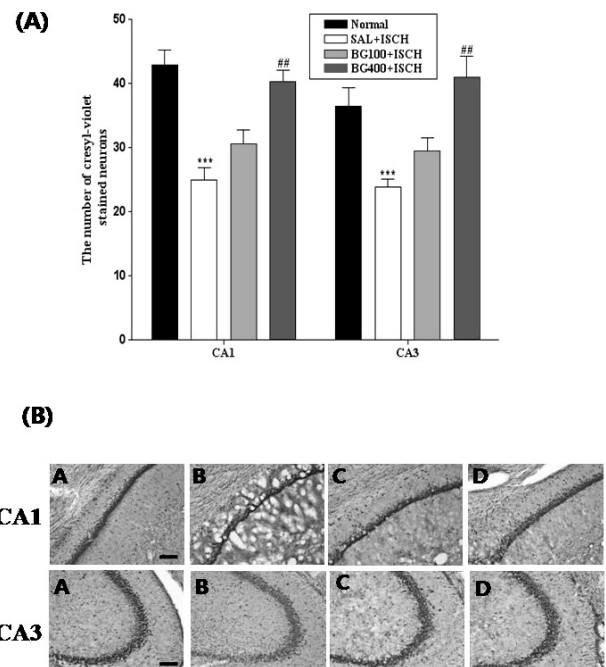 (A)
Normal
SAL+ISCH
BG100+ISCH
BG400+ISCH
The number of cresyl-violet
stained neurons
50
40
30
20
10
0
***
##
***
##
CA1
CA3
(B)
CA1
A
B
C
D
CA3
A
B
C
D